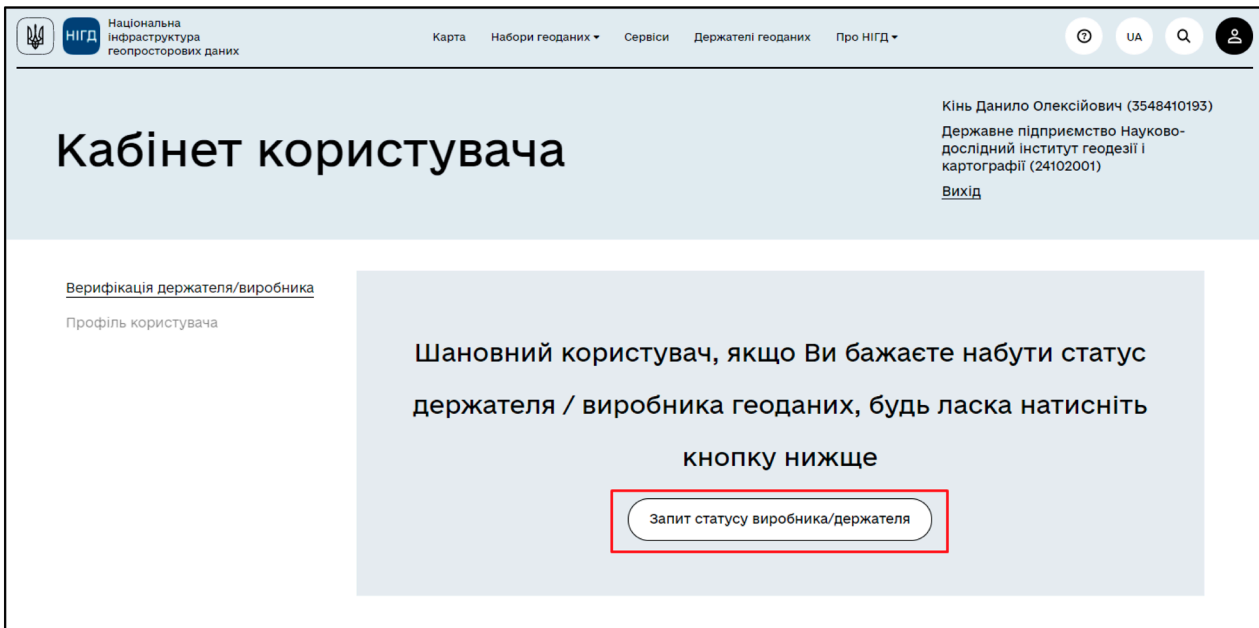 Національна
інфраструктура
геопросторових даних
НІГД
Карта
Набори геоданих
Сервіси
Держателі геоданих
Про НІГД
UA
Кабінет користувача
Кінь Данило Олексійович (3548410193)
Державне підприємство Науково-
дослідний інститут геодезії і
картографії (24102001)
Вихід
Верифікація держателя/виробника
Профіль користувача
Шановний користувач, якщо Ви бажаєте набути статус
держателя / виробника геоданих, будь ласка натисніть
кнопку нижще
Запит статусу виробника/держателя